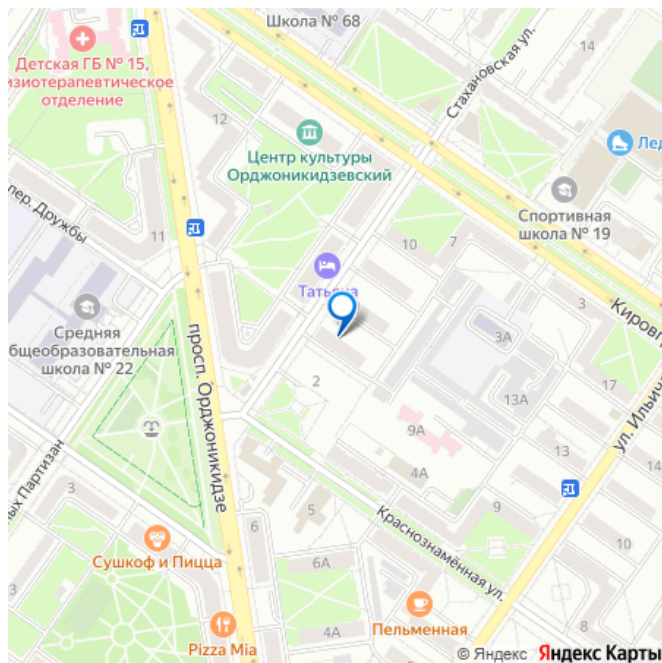 Школа № 68
14
Детская ГБ № 15,
изиотерапевтическое
отделение
12
Стахановская ул.
Центр культуры
Орджоникидзевский
Лед
пер. Дружбы
11
Спортивная
школа № 19
10
7
Татьяна
3
Кировгр
Средняя
бщеобразовательная
школа № 22
просп. Орджоникидзе
3А
2
13А
17
9А
ул. Ильича
4А
13
14
ных Партизан
3
5
9
6
Краснознамённая ул.
10
Сушкоф и Пицца
6А
8
Пельменная
4А
Pizza Mia
© Яндекс Яндекс Карты